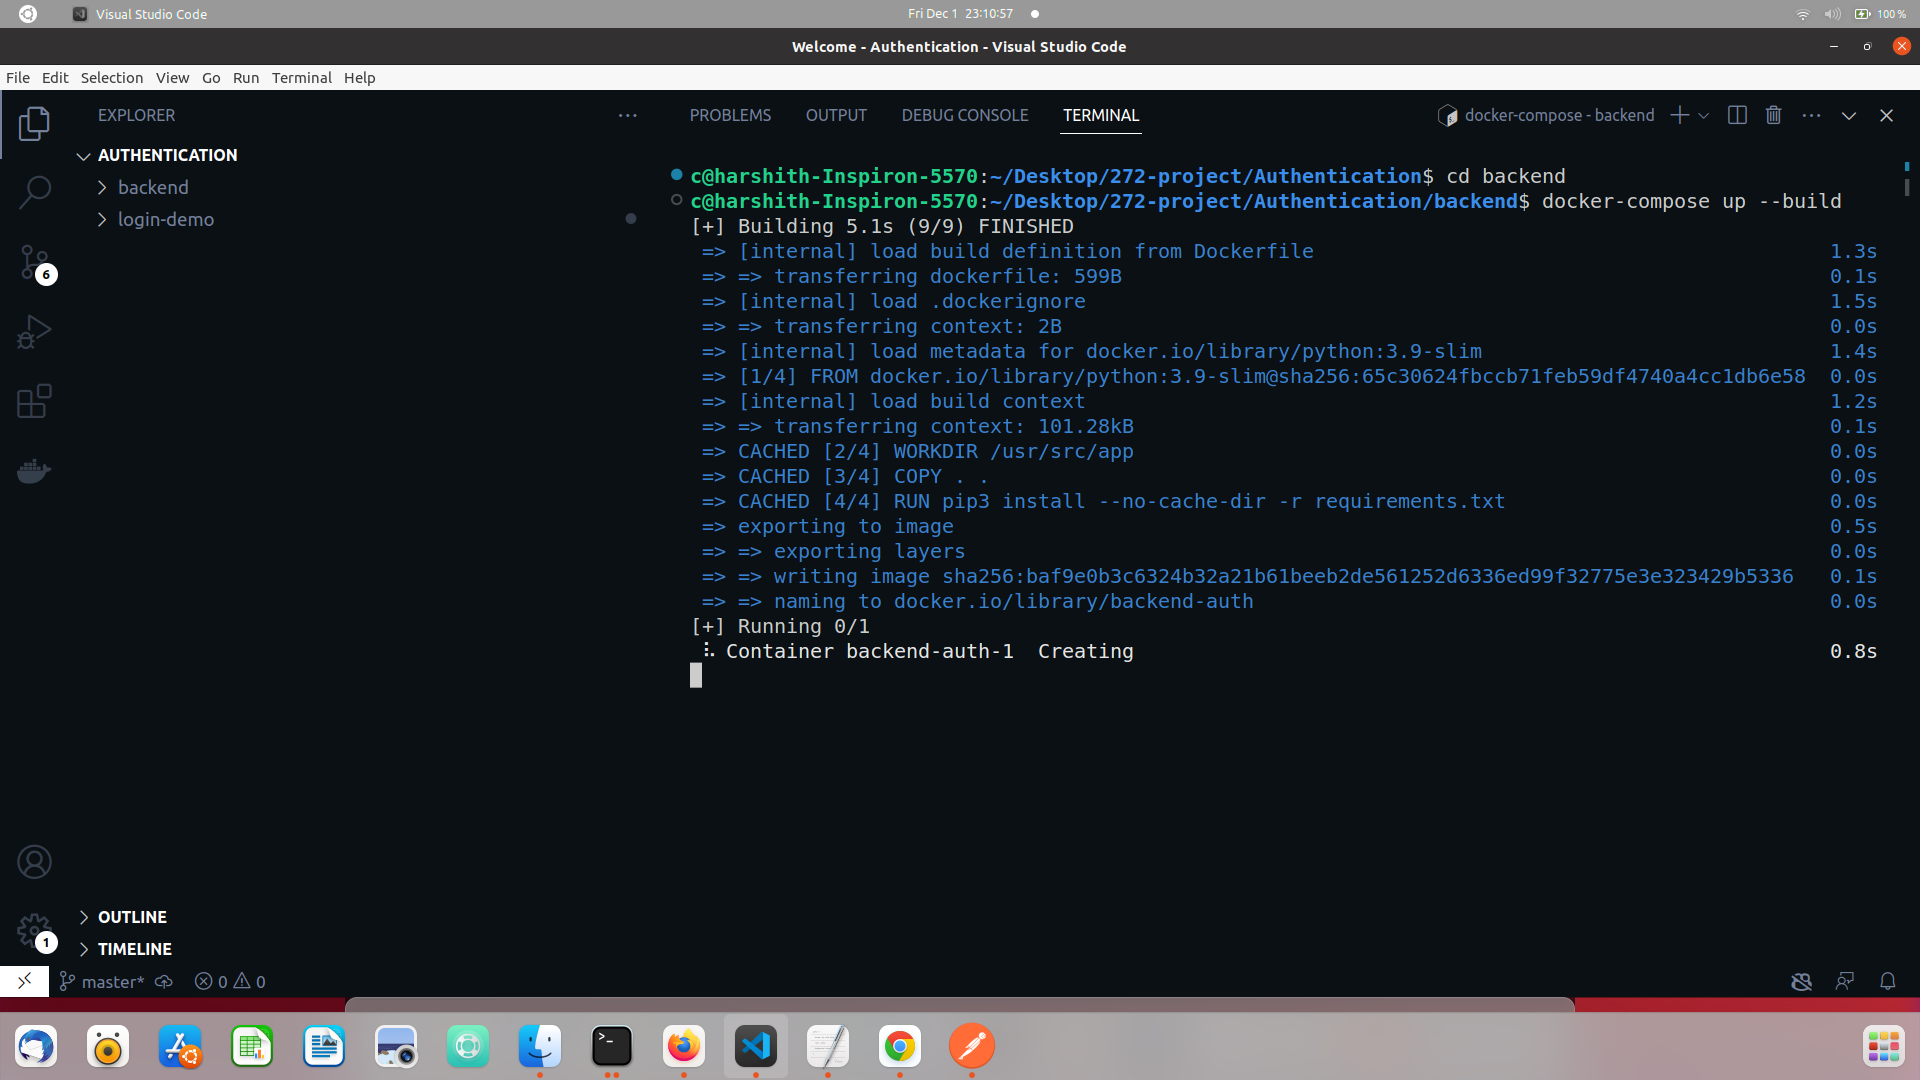 Visual Studio Code
Fri Dec 1 23:10:57
100 %
Welcome - Authentication - Visual Studio Code
File Edit Selection View Go Run Terminal Help
EXPLORER
PROBLEMS OUTPUT DEBUG CONSOLE TERMINAL
docker-compose - backend
AUTHENTICATION
backend
login-demo
6
c@harshith-Inspiron-5570:~/Desktop/272-project/Authentication$ cd backend
c@harshith-Inspiron-5570:~/Desktop/272-project/Authentication/backend$ docker-compose up --build
[+] Building 5.1s (9/9) FINISHED
=> [internal] load build definition from Dockerfile 1.3s
=> => transferring dockerfile: 599B 0.1s
=> [internal] load .dockerignore 1.5s
=> => transferring context: 2B 0.0s
=> [internal] load metadata for docker.io/library/python:3.9-slim 1.4s
=> [1/4] FROM docker.io/library/python:3.9-slim@sha256:65c30624fbccb71feb59df4740a4cc1db6e58 0.0s
=> [internal] load build context 1.2s
=> => transferring context: 101.28kB 0.1s
=> CACHED [2/4] WORKDIR /usr/src/app 0.0s
=> CACHED [3/4] COPY . . 0.0s
=> CACHED [4/4] RUN pip3 install --no-cache-dir -r requirements.txt 0.0s
=> exporting to image 0.5s
=> => exporting layers 0.0s
=> => writing image sha256:baf9e0b3c6324b32a21b61beeb2de561252d6336ed99f32775e3e323429b5336 0.1s
=> => naming to docker.io/library/backend-auth 0.0s
[+] Running 0/1
⠧ Container backend-auth-1 Creating 0.8s
OUTLINE
1
TIMELINE
master* 0 0